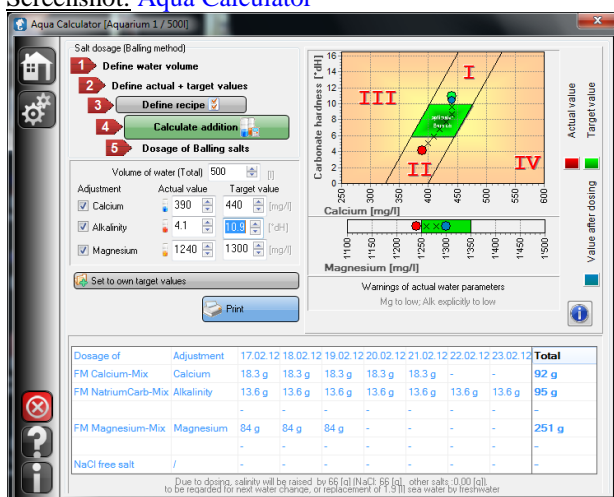 Screenshot: Aqua Calculator
Aqua Calculator [Aquarium 1 / 500l]
Salt dosage (Balling method)
1 Define water volume
2 Define actual + target values
3 Define recipe
4 Calculate addition
5 Dosage of Balling salts
Volume of water (Total) 500 [l]
Adjustment Actual value Target value
Calcium 390 440 [mg/l]
Alkalinity 4.1 10.9 [°dH]
Magnesium 1240 1300 [mg/l]
Set to own target values
Print
Carbonate hardness [°dH]
16
14
12
10
8
6
4
2
0
I
III
II
IV
250 300 350 400 450 500 550 600 650
Calcium [mg/l]
1'100 1'150 1'200 1'250 1'300 1'350 1'400 1'450 1'500
Magnesium [mg/l]
Warnings of actual water parameters
Mg to low; Alk explicitly to low
Actual value
Target value
Value after dosing
Dosage of Adjustment 17.02.12 18.02.12 19.02.12 20.02.12 21.02.12 22.02.12 23.02.12 Total
FM Calcium-Mix Calcium 18.3 g 18.3 g 18.3 g 18.3 g 18.3 g - - 92 g
FM NatriumCarb-Mix Alkalinity 13.6 g 13.6 g 13.6 g 13.6 g 13.6 g 13.6 g 13.6 g 95 g
- - - - - - - -
FM Magnesium-Mix Magnesium 84 g 84 g 84 g - - - - 251 g
- - - - - - - -
NaCl free salt / - - - - - - - -
Due to dosing, salinity will be raised by 66 [g] (NaCl: 66 [g], other salts :0.00 [g]),
to be regarded for next water change, or replacement of 1.9 [l] sea water by freshwater